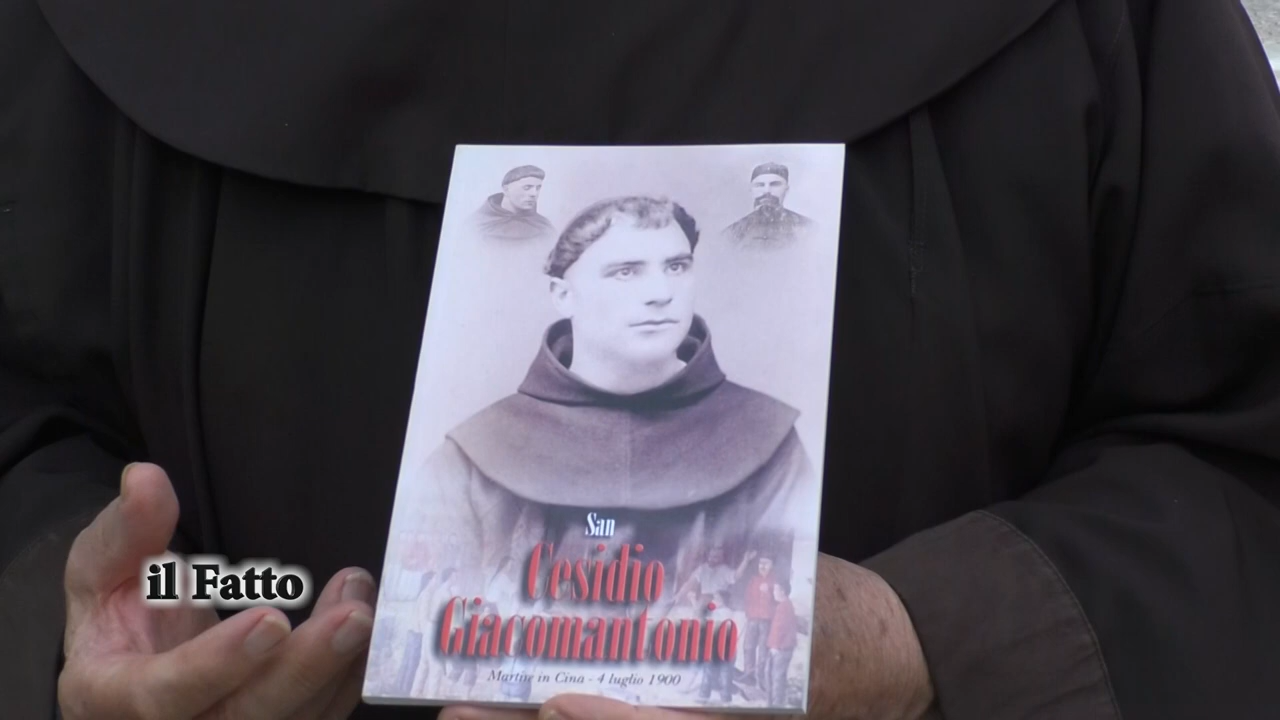 San
Cesidio
Giacomantonio
Martire in Cina - 4 luglio 1900
il Fatto